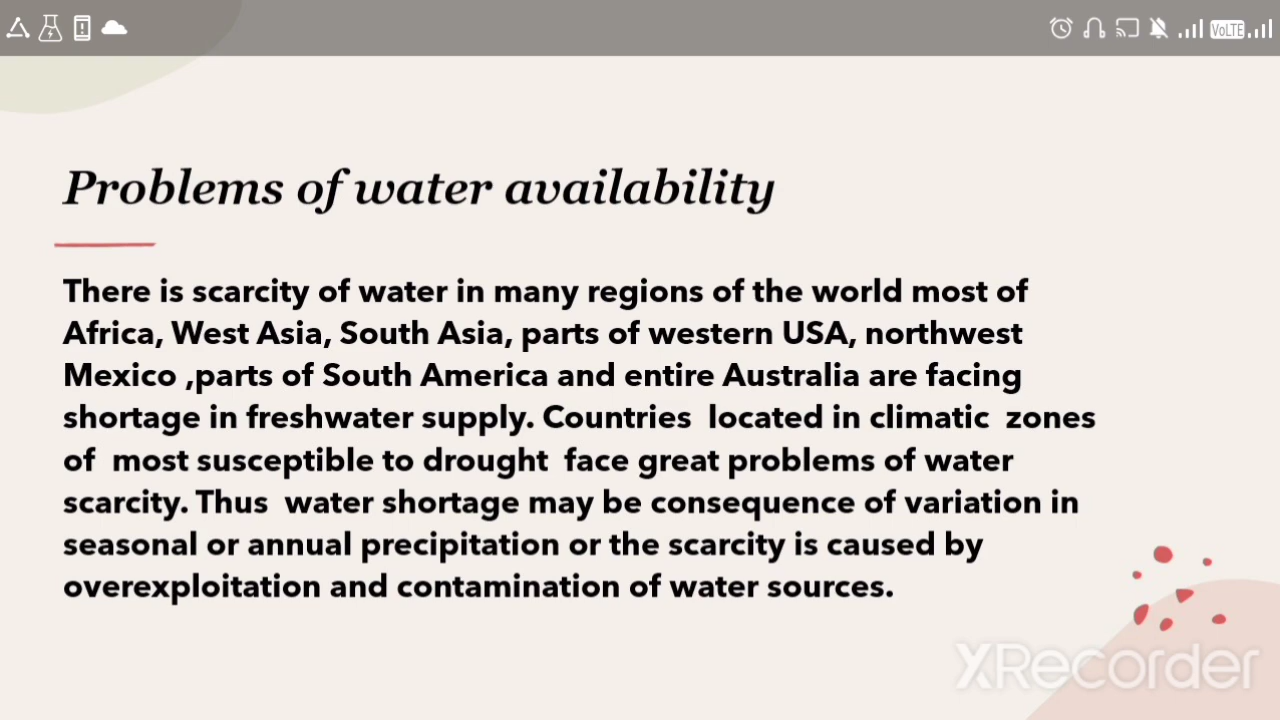 VoLTE
Problems of water availability
There is scarcity of water in many regions of the world most of
Africa, West Asia, South Asia, parts of western USA, northwest
Mexico ,parts of South America and entire Australia are facing
shortage in freshwater supply. Countries  located in climatic  zones
of  most susceptible to drought  face great problems of water
scarcity. Thus  water shortage may be consequence of variation in
seasonal or annual precipitation or the scarcity is caused by
overexploitation and contamination of water sources.
XRecorder